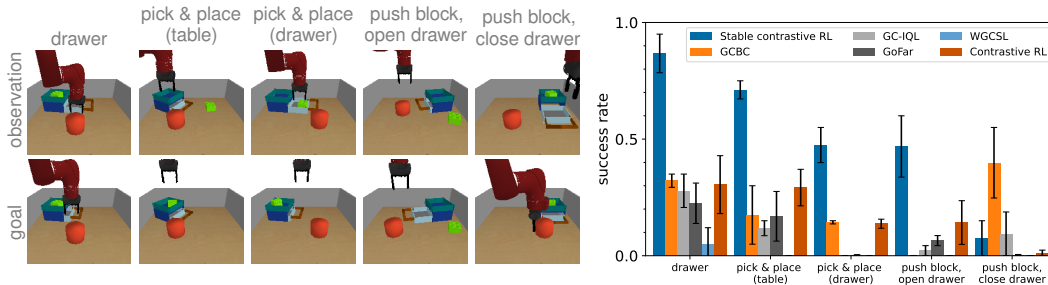 drawer
pick & place
(table)
pick & place
(drawer)
push block,
open drawer
push block,
close drawer
observation
goal
success rate
1.0
0.5
0.0
Stable contrastive RL
GCBC
GC-IQL
GoFar
WGCSL
Contrastive RL
drawer
pick & place
(table)
pick & place
(drawer)
push block,
open drawer
push block,
close drawer